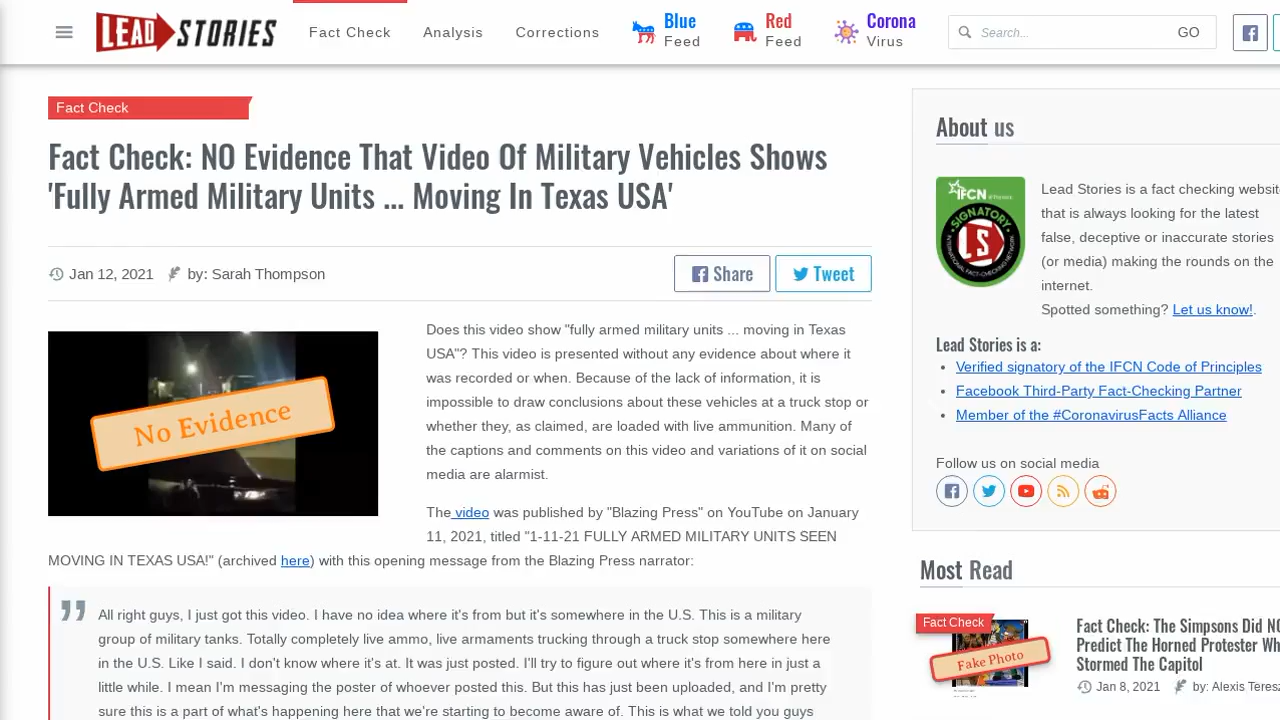 LEAD STORIES
Fact Check
Analysis
Corrections
Blue
Feed
Red
Feed
Corona
Virus
Search...
GO
Fact Check
Fact Check: NO Evidence That Video Of Military Vehicles Shows
'Fully Armed Military Units ... Moving In Texas USA'
Jan 12, 2021
by: Sarah Thompson
Share
Tweet
No Evidence
Does this video show "fully armed military units ... moving in Texas
USA"? This video is presented without any evidence about where it
was recorded or when. Because of the lack of information, it is
impossible to draw conclusions about these vehicles at a truck stop or
whether they, as claimed, are loaded with live ammunition. Many of
the captions and comments on this video and variations of it on social
media are alarmist.
The video was published by "Blazing Press" on YouTube on January
11, 2021, titled "1-11-21 FULLY ARMED MILITARY UNITS SEEN
MOVING IN TEXAS USA!" (archived here) with this opening message from the Blazing Press narrator:
All right guys, I just got this video. I have no idea where it's from but it's somewhere in the U.S. This is a military
group of military tanks. Totally completely live ammo, live armaments trucking through a truck stop somewhere here
in the U.S. Like I said. I don't know where it's at. It was just posted. I'll try to figure out where it's from here in just a
little while. I mean I'm messaging the poster of whoever posted this. But this has just been uploaded, and I'm pretty
sure this is a part of what's happening here that we're starting to become aware of. This is what we told you guys
About us
IFCN
SIGNATORY
Lead Stories is a fact checking website
that is always looking for the latest
false, deceptive or inaccurate stories
(or media) making the rounds on the
internet.
Spotted something? Let us know!.
Lead Stories is a:
Verified signatory of the IFCN Code of Principles
Facebook Third-Party Fact-Checking Partner
Member of the #CoronavirusFacts Alliance
Follow us on social media
Most Read
Fact Check
Fake Photo
Fact Check: The Simpsons Did NO
Predict The Horned Protester Wh
Stormed The Capitol
Jan 8, 2021
by: Alexis Teresz